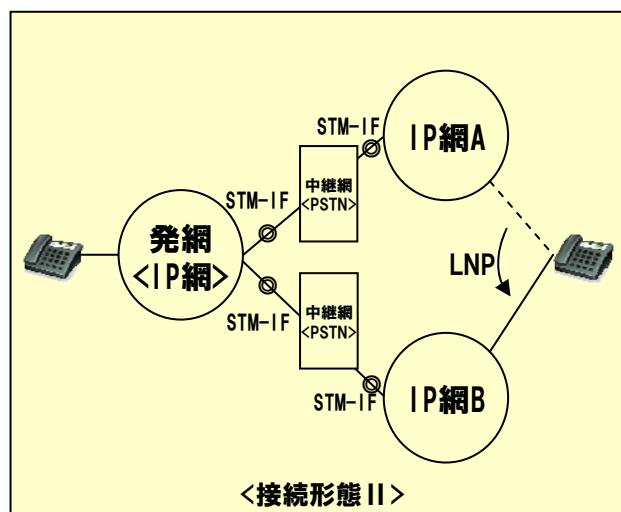 STM-IF
IP網A
中継網
<PSTN>
STM-IF
発網
<IP網>
LNP
中継網
<PSTN>
STM-IF
STM-IF
IP網B
<接続形態II>